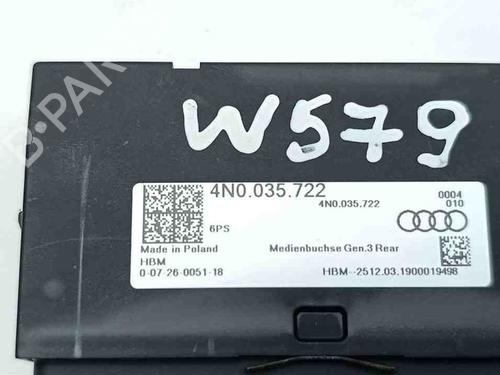 W579
4N0.035.722
4N0.035.722
0004
010
6PS
Made in Poland
Medienbuchse Gen.3 Rear
HBM
0-07-26-0051-18
HBM--2512.03.1900019498
B-PARTS